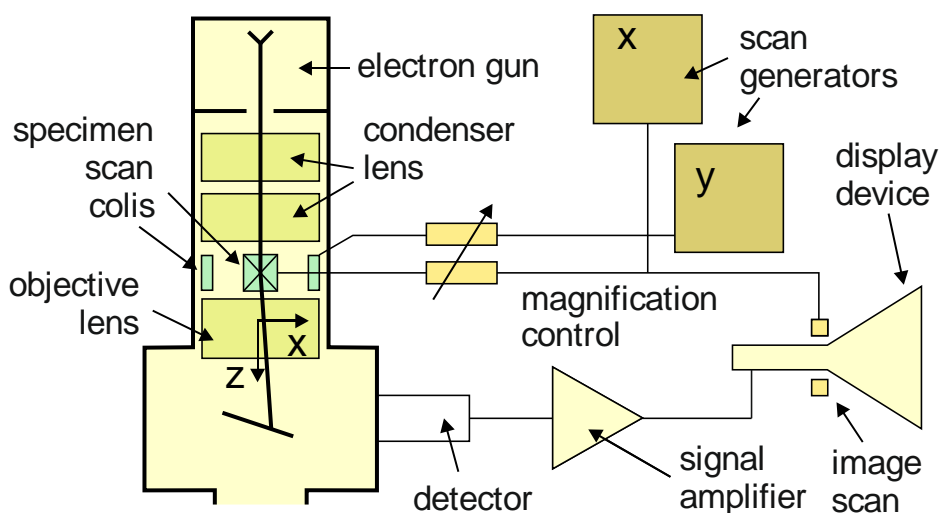 x
scan
generators
electron gun
specimen
scan
colis
condenser
lens
y
display
device
objective
lens
magnification
control
x
z
detector
signal
amplifier
image
scan